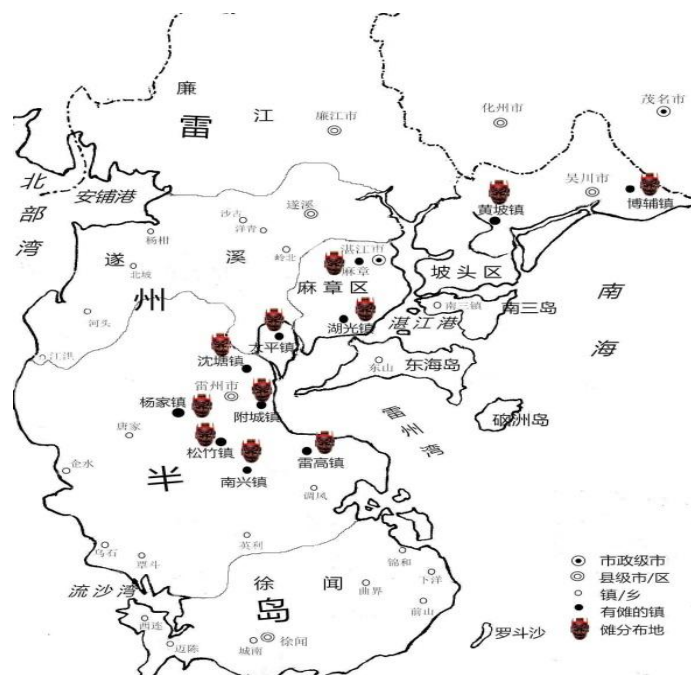 廉
江
雷
廉江市
化州市
茂名市
北部湾
安铺港
吴川市
博铺镇
黄坡镇
沙古
洋青
遂溪
杨柑
岭北
湛江市
麻章
遂
溪
北坡
麻章区
坡头区
南海
州
河头
湖光镇
湛江港
南三镇
南三岛
江洪
太平镇
沈塘镇
东山
东海岛
雷州市
杨家镇
附城镇
雷州湾
硇洲岛
唐家
松竹镇
雷高镇
企水
南兴镇
半
调风
乌石
覃斗
英利
锦和
流沙湾
徐
闻
曲界
下洋
前山
岛
西连
迈陈
城南
徐闻
罗斗沙
市政级市
县级市/区
镇/乡
有傩的镇
傩分布地